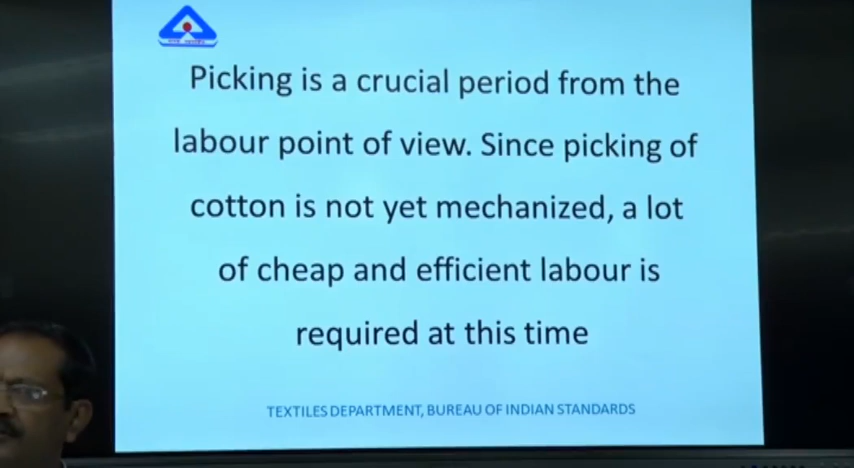 Picking is a crucial period from the
labour point of view. Since picking of
cotton is not yet mechanized, a lot
of cheap and efficient labour is
required at this time
TEXTILES DEPARTMENT, BUREAU OF INDIAN STANDARDS